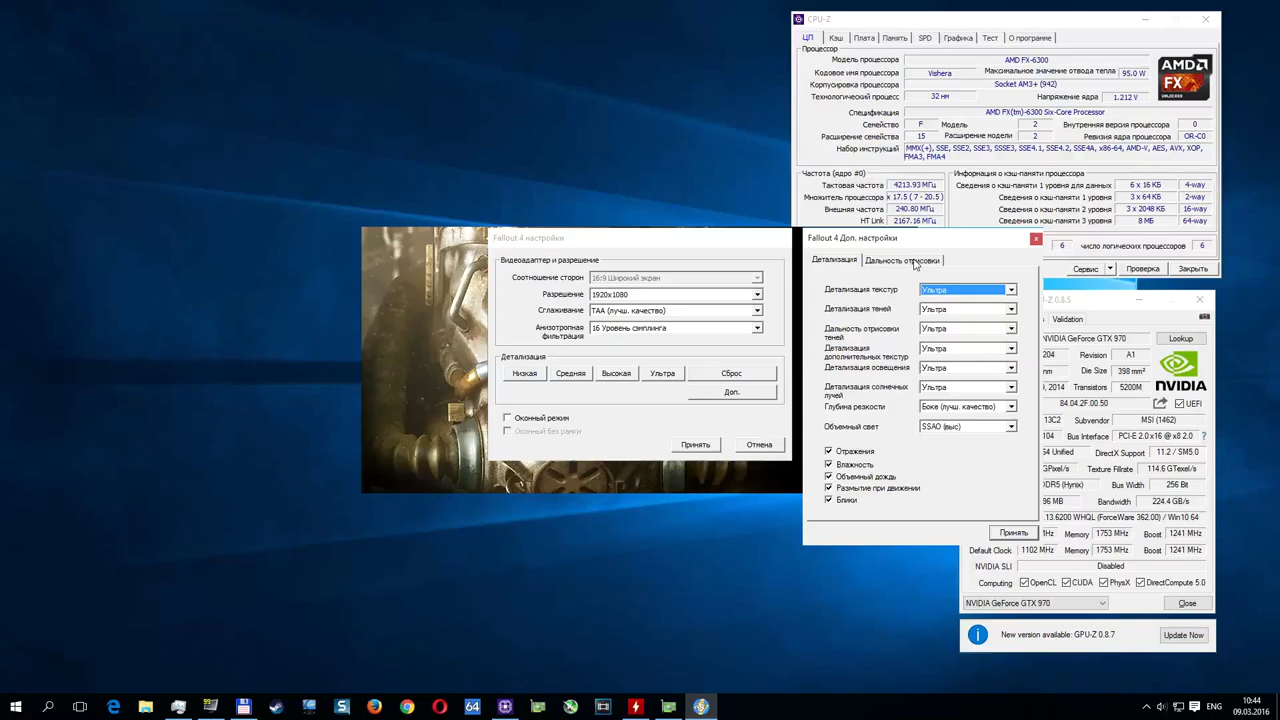 CPU-Z
ЦП Кэш Плата Память SPD Графика Тест О программе
Процессор
Модель процессора AMD FX-6300
Кодовое имя процессора Vishera Максимальное значение отвода тепла 95.0 W
Корпусировка процессора Socket AM3+ (942)
Технологический процесс 32 нм Напряжение ядра 1.212 V
AMD FX UNLOCKED
Спецификация AMD FX(tm)-6300 Six-Core Processor
Семейство F Модель 2 Внутренняя версия процессора 0
Расширение семейства 15 Расширение модели 2 Ревизия ядра процессора OR-C0
Набор инструкций MMX(+), SSE, SSE2, SSE3, SSSE3, SSE4.1, SSE4.2, SSE4A, x86-64, AMD-V, AES, AVX, XOP,
FMA3, FMA4
Частота (ядро #0) Информация о кэш-памяти процессора
Тактовая частота 4213.93 МГц Сведения о кэш-памяти 1 уровня для данных 6 x 16 КБ 4-way
Множитель процессора x 17.5 ( 7 - 20.5 ) Сведения о кэш-памяти 1 уровня 3 x 64 КБ 2-way
Внешняя частота 240.80 МГц Сведения о кэш-памяти 2 уровня 3 x 2048 КБ 16-way
HT Link 2167.16 МГц Сведения о кэш-памяти 3 уровня 8 МБ 64-way
6 число логических процессоров 6
Сервис Проверка Закрыть
Fallout 4 настройки
Видеоадаптер и разрешение
Соотношение сторон 16:9 Широкий экран
Разрешение 1920x1080
Сглаживание TAA (лучш. качество)
Анизотропная
фильтрация 16 Уровень сэмплинга
Детализация
Низкая Средняя Высокая Ультра Сброс
Доп.
Оконный режим
Оконный без рамки
Принять Отмена
Fallout 4 Доп. настройки x
Детализация Дальность отрисовки
Детализация текстур Ультра
Детализация теней Ультра
Дальность отрисовки
теней Ультра
Детализация
дополнительных текстур Ультра
Детализация освещения Ультра
Детализация солнечных
лучей Ультра
Глубина резкости Боке (лучш. качество)
Объемный свет SSAO (выс)
Отражения
Влажность
Объемный дождь
Размытие при движении
Блики
Принять
U-Z 0.8.5
Validation
NVIDIA GeForce GTX 970 Lookup
204 Revision A1
nm Die Size 398 mm²
, 2014 Transistors 5200M
84.04.2F.00.50 UEFI
NVIDIA
13C2 Subvendor MSI (1462)
104 Bus Interface PCI-E 2.0 x16 @ x8 2.0 ?
64 Unified DirectX Support 11.2 / SM5.0
GPixel/s Texture Fillrate 114.6 GTexel/s
DDR5 (Hynix) Bus Width 256 Bit
96 MB Bandwidth 224.4 GB/s
.13.6200 WHQL (ForceWare 362.00) / Win10 64
MHz Memory 1753 MHz Boost 1241 MHz
Default Clock 1102 MHz Memory 1753 MHz Boost 1241 MHz
NVIDIA SLI Disabled
Computing OpenCL CUDA PhysX DirectCompute 5.0
NVIDIA GeForce GTX 970 Close
New version available: GPU-Z 0.8.7 Update Now
64
ENG
10:44
09.03.2016